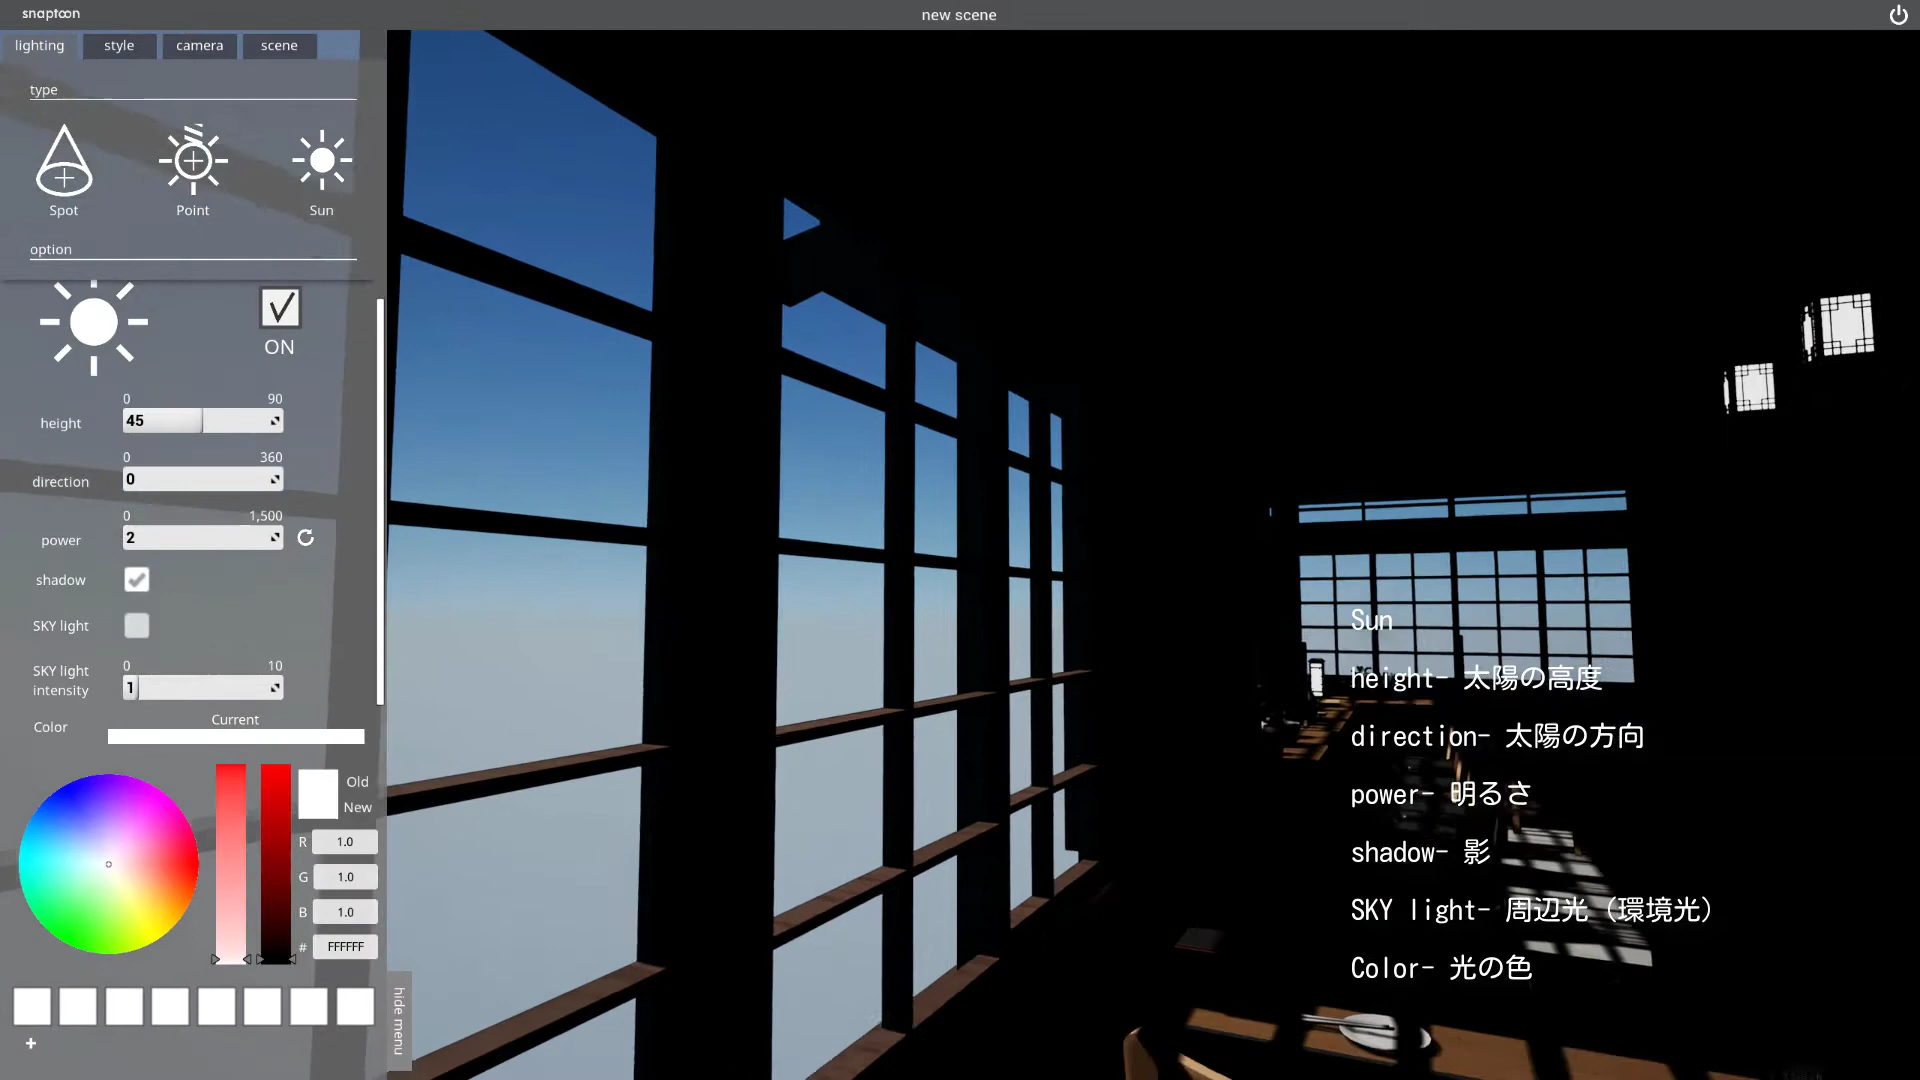 snaptoon
new scene
lighting style camera scene
type
Spot Point Sun
option
ON
0 90
height 45
0 360
direction 0
0 1,500
power 2
shadow
SKY light
0 10
SKY light intensity 1
Color Current
Old
New
R 1.0
G 1.0
B 1.0
# FFFFFF
+
hide menu
Sun
height- 太陽の高度
direction- 太陽の方向
power- 明るさ
shadow- 影
SKY light- 周辺光（環境光）
Color- 光の色